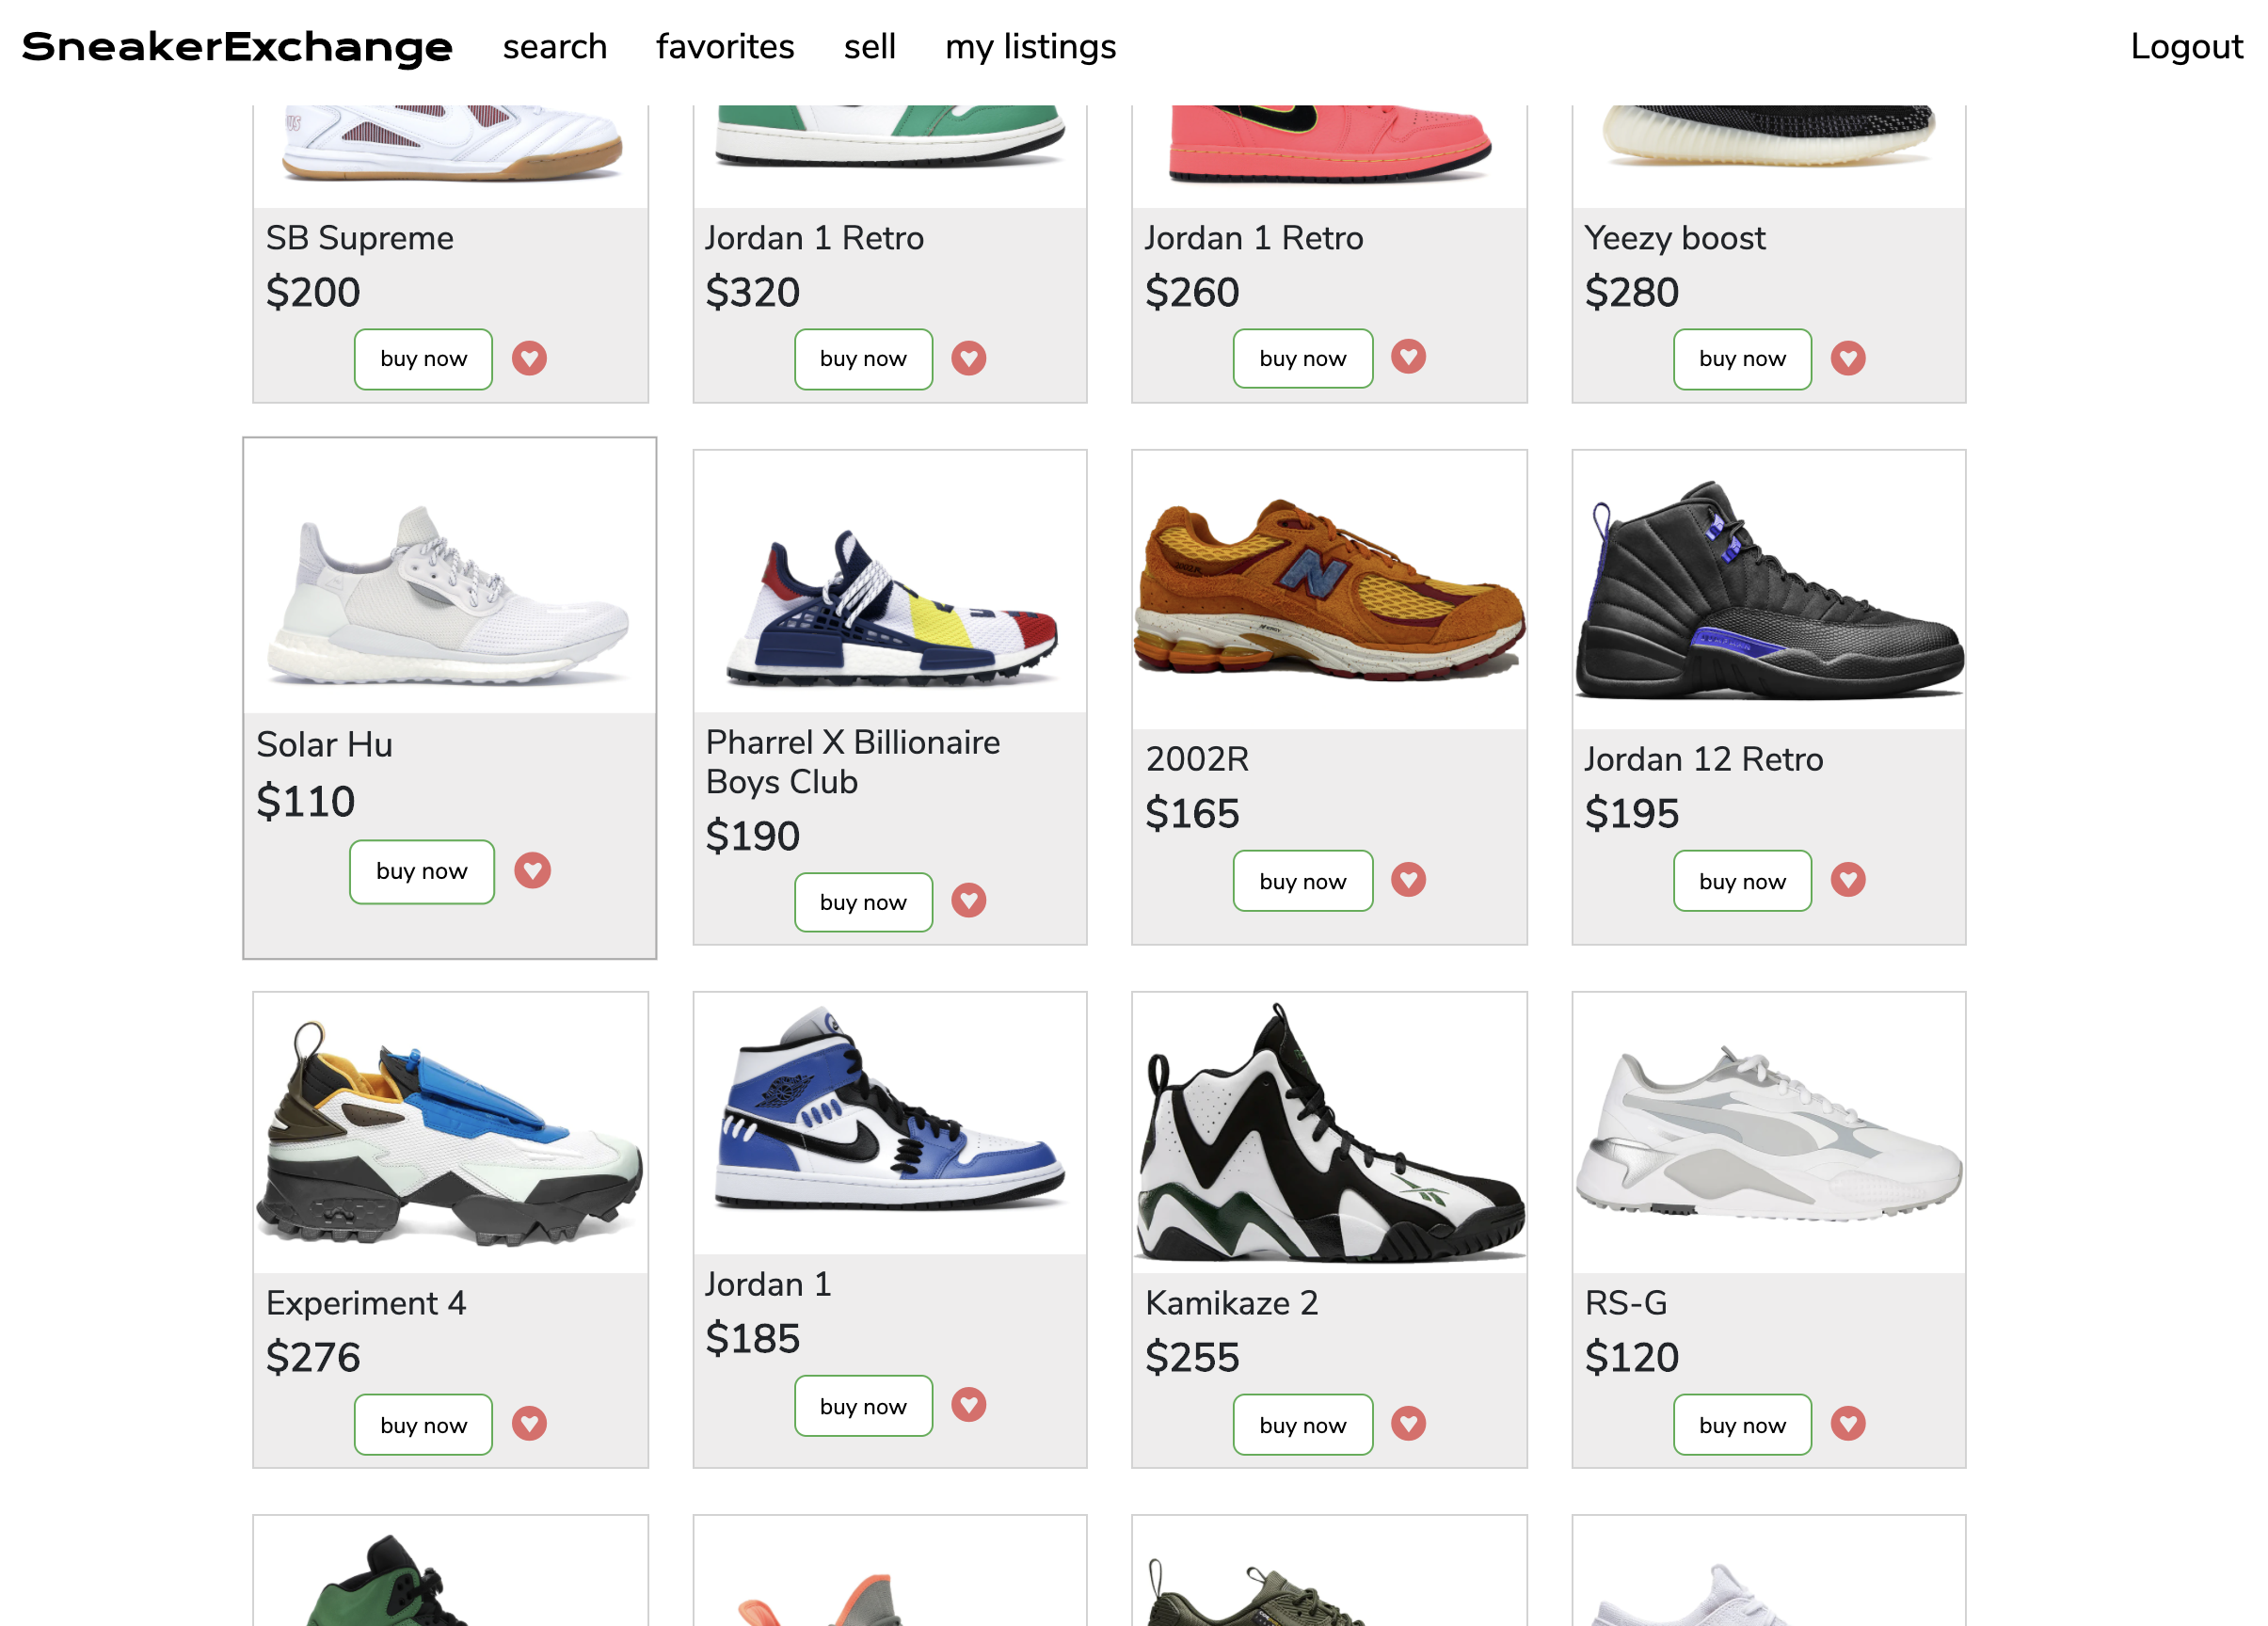 SneakerExchange search favorites sell my listings Logout
SB Supreme
$200
buy now
Jordan 1 Retro
$320
buy now
Jordan 1 Retro
$260
buy now
Yeezy boost
$280
buy now
Solar Hu
$110
buy now
Pharrel X Billionaire
Boys Club
$190
buy now
N
2002R
$165
buy now
Jordan 12 Retro
$195
buy now
Experiment 4
$276
buy now
Jordan 1
$185
buy now
Kamikaze 2
$255
buy now
RS-G
$120
buy now